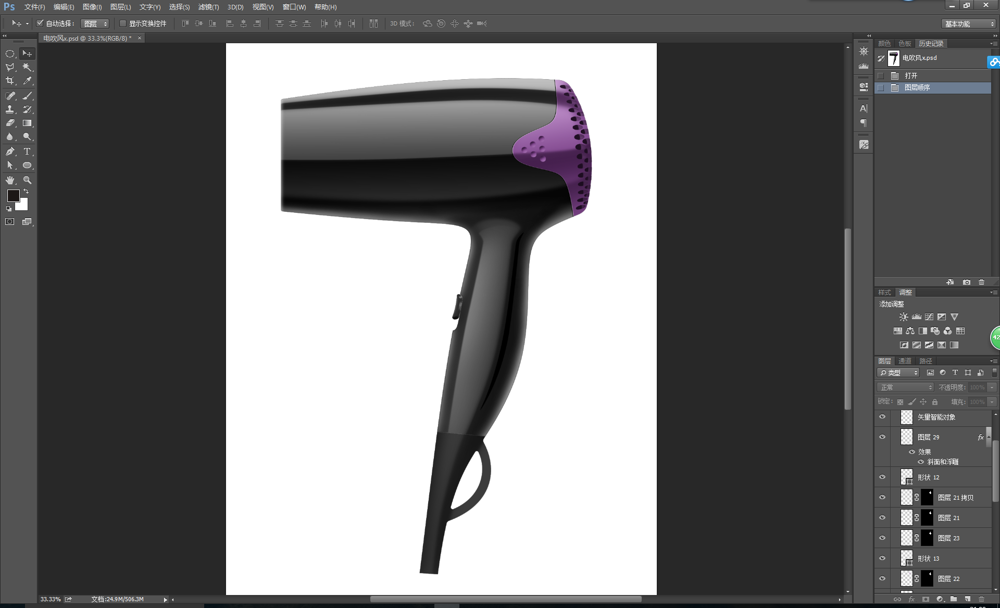 Ps 文件(F) 编辑(E) 图像(I) 图层(L) 文字(Y) 选择(S) 滤镜(T) 3D(D) 视图(V) 窗口(W) 帮助(H)
自动选择： 图层 显示变换控件 3D 模式： 基本功能
电吹风x.psd @ 33.3%(RGB/8) * ×
颜色 色板 历史记录
电吹风x.psd
打开
图层顺序
样式 调整
添加调整
42
图层 通道 路径
类型
正常 不透明度： 100%
锁定： 填充： 100%
矢量智能对象
图层 29 fx
效果
斜面和浮雕
形状 12
图层 21 拷贝
图层 21
图层 23
形状 13
图层 22
33.33% 文档:24.9M/506.3M